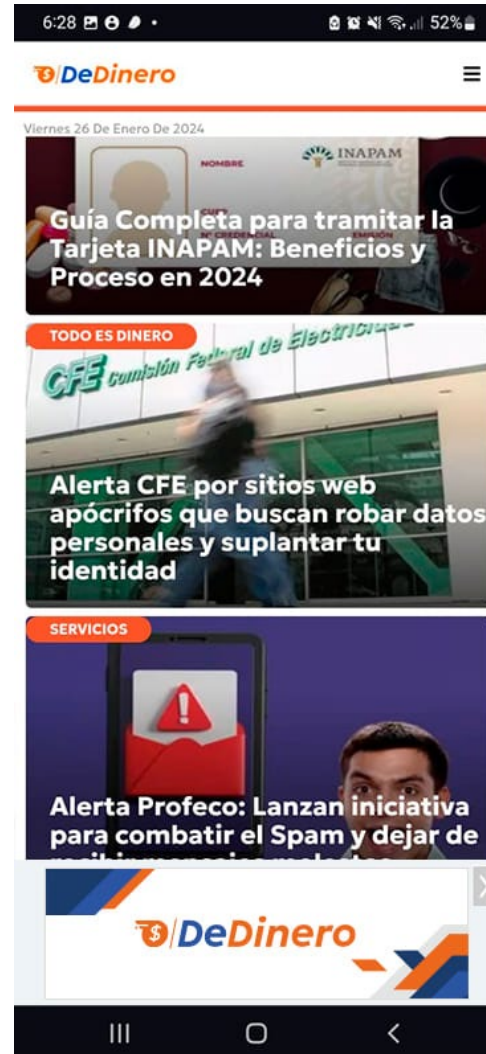 6:28
52%
DeDinero
Viernes 26 De Enero De 2024
NOMBRE
INAPAM
Guía Completa para tramitar la
Tarjeta INAPAM: Beneficios y
Proceso en 2024
TODO ES DINERO
CFE Comisión Federal de Electricidad
Alerta CFE por sitios web
apócrifos que buscan robar datos
personales y suplantar tu
identidad
SERVICIOS
Alerta Profeco: Lanzan iniciativa
para combatir el Spam y dejar de
recibir mensajes molestos
DeDinero